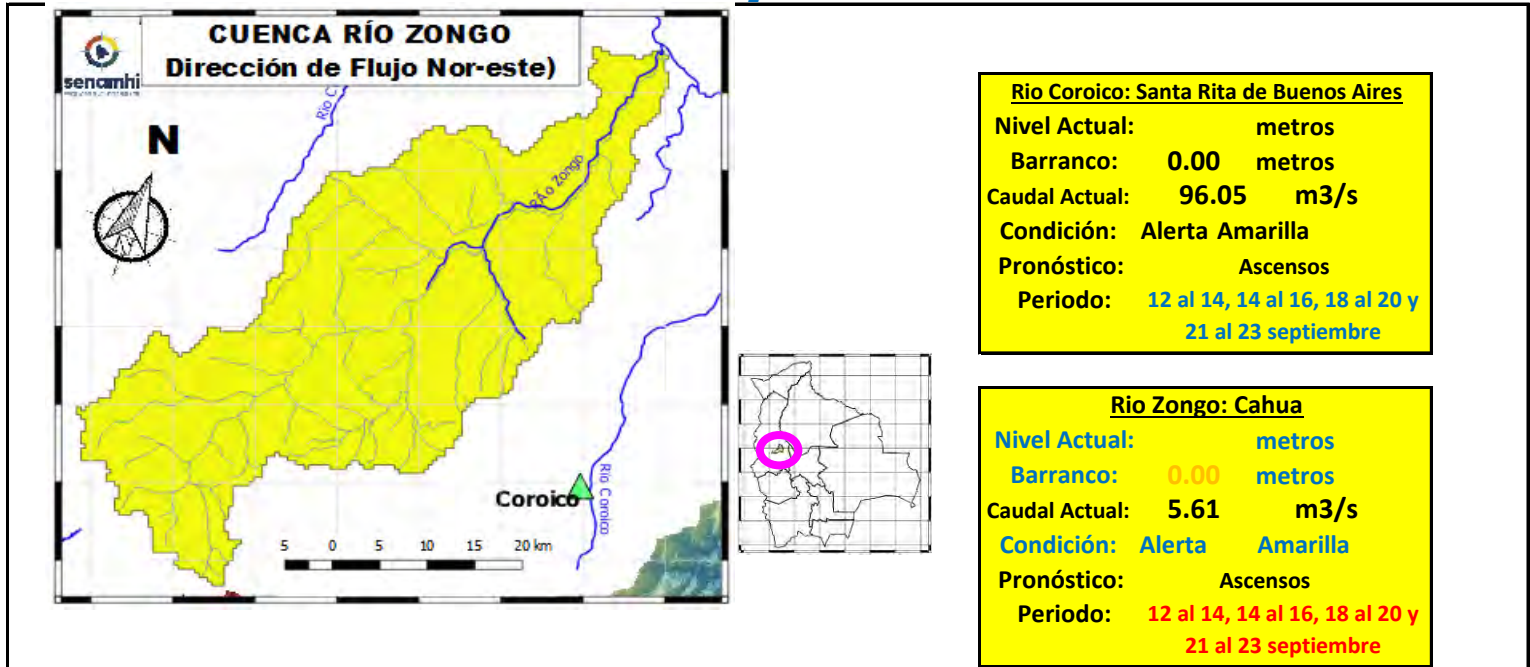 CUENCA RÍO ZONGO
Dirección de Flujo Nor-este)
senamhi
Río C
N
RÃ­o Zongo
Río Coroico
Coroico
5 0 5 10 15 20 km
Rio Coroico: Santa Rita de Buenos Aires
Nivel Actual: metros
Barranco: 0.00 metros
Caudal Actual: 96.05 m3/s
Condición: Alerta Amarilla
Pronóstico: Ascensos
Periodo: 12 al 14, 14 al 16, 18 al 20 y
21 al 23 septiembre
Rio Zongo: Cahua
Nivel Actual: metros
Barranco: 0.00 metros
Caudal Actual: 5.61 m3/s
Condición: Alerta Amarilla
Pronóstico: Ascensos
Periodo: 12 al 14, 14 al 16, 18 al 20 y
21 al 23 septiembre